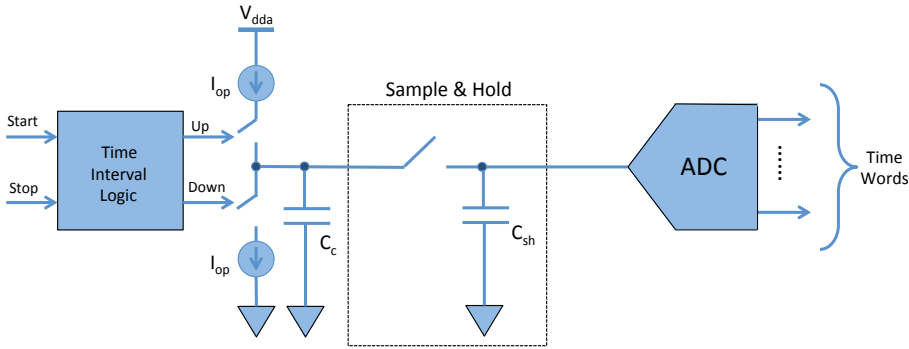 Vdda
Iop
Sample & Hold
Start
Up
Time
Interval
Logic
ADC
Time
Words
Stop
Down
Cc
Csh
Iop